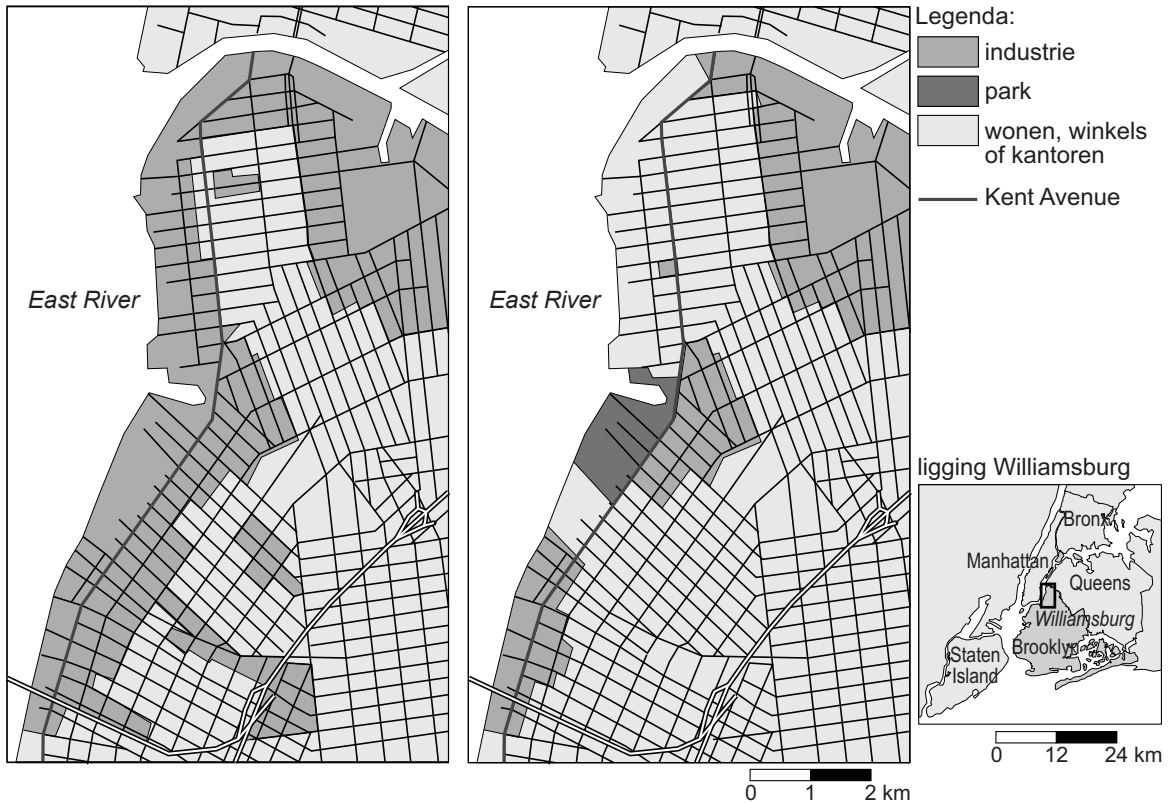 Legenda:
industrie
park
wonen, winkels
of kantoren
Kent Avenue
East River
East River
ligging Williamsburg
Bronx
Manhattan
Queens
Williamsburg
Brooklyn
Staten
Island
0 12 24 km
0 1 2 km